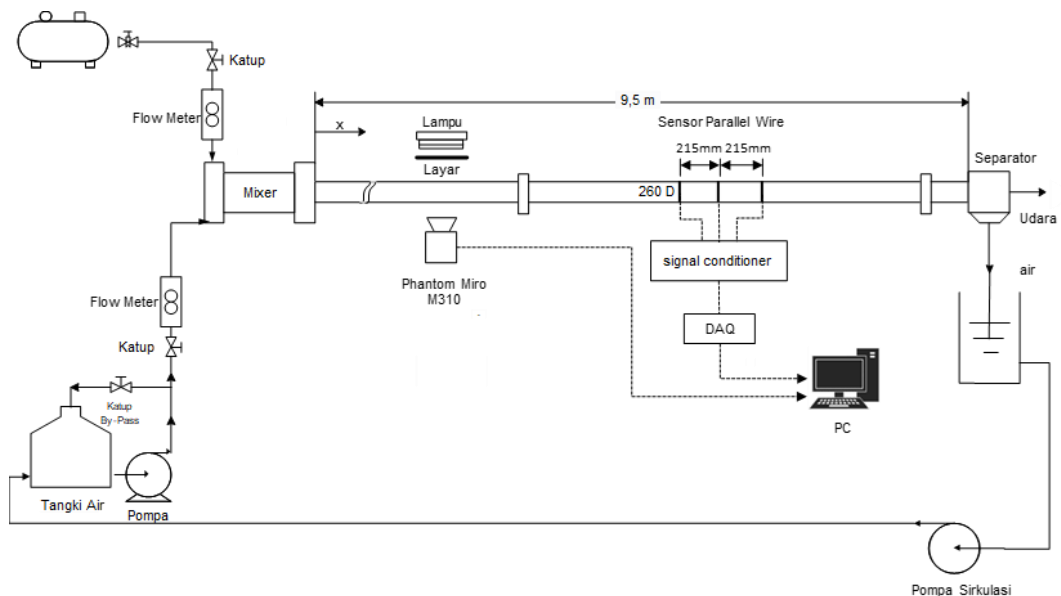 Katup
Flow Meter
9,5 m
x
Lampu
Layar
Sensor Parallel Wire
215mm
215mm
Separator
Mixer
260 D
Udara
signal conditioner
Phantom Miro
M310
air
Flow Meter
DAQ
Katup
Katup
By-Pass
PC
Tangki Air
Pompa
Pompa Sirkulasi